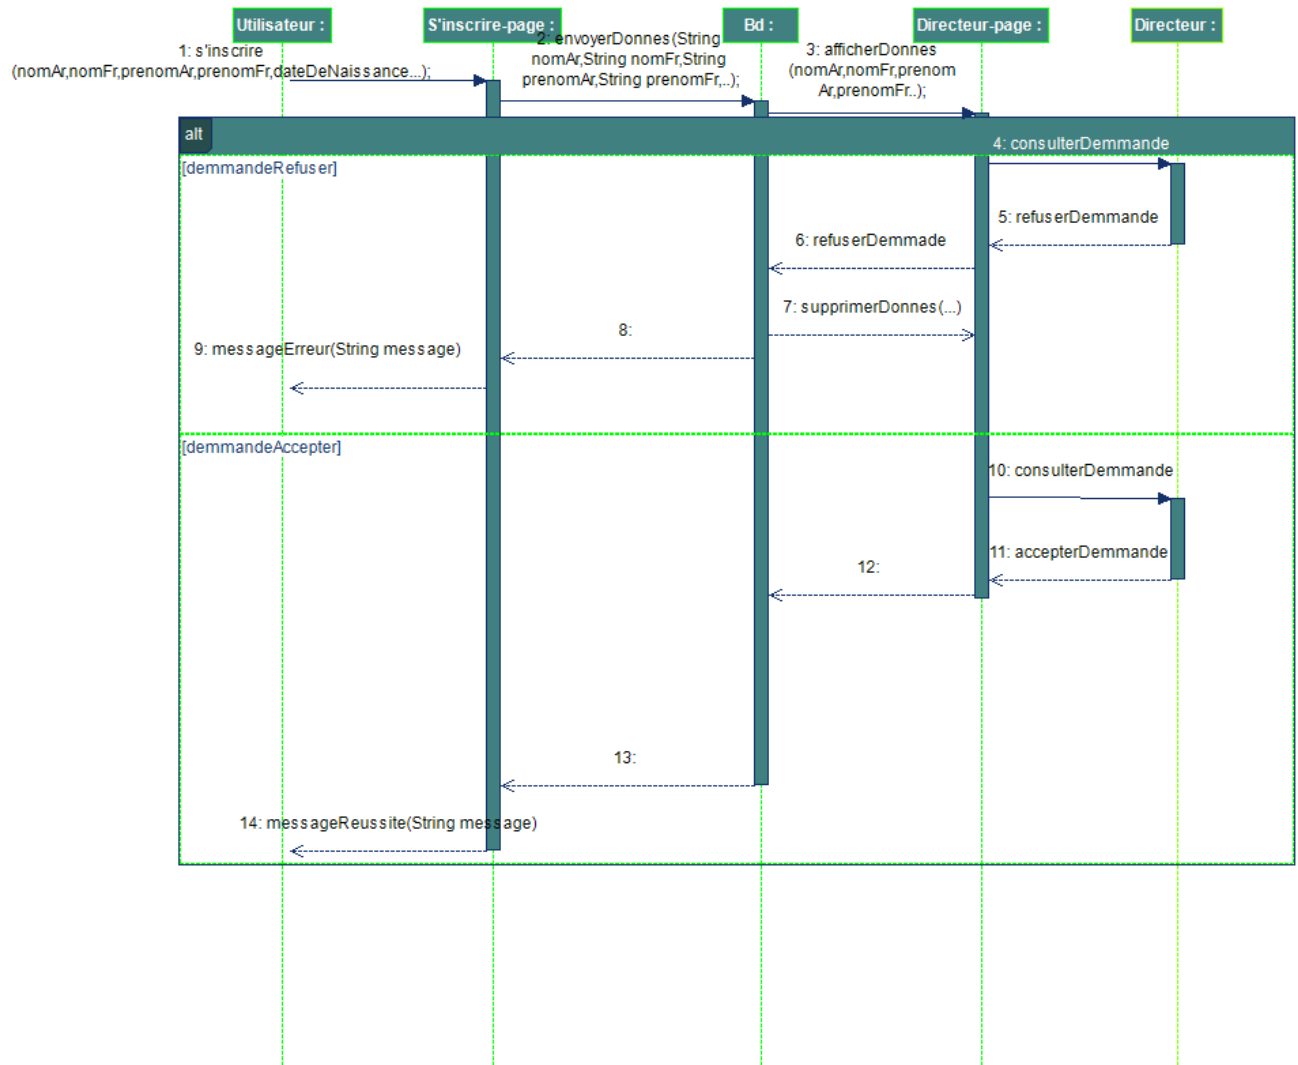 Utilisateur :
S'inscrire-page :
Bd :
Directeur-page :
Directeur :
1: s'inscrire
(nomAr,nomFr,prenomAr,prenomFr,dateDeNaissance...);
2: envoyerDonnes(String
nomAr,String nomFr,String
prenomAr,String prenomFr,..);
3: afficherDonnes
(nomAr,nomFr,prenom
Ar,prenomFr..);
alt
4: consulterDemmande
[demmandeRefuser]
5: refuserDemmande
6: refuserDemmade
7: supprimerDonnes(...)
8:
9: messageErreur(String message)
[demmandeAccepter]
10: consulterDemmande
11: accepterDemmande
12:
13:
14: messageReussite(String message)